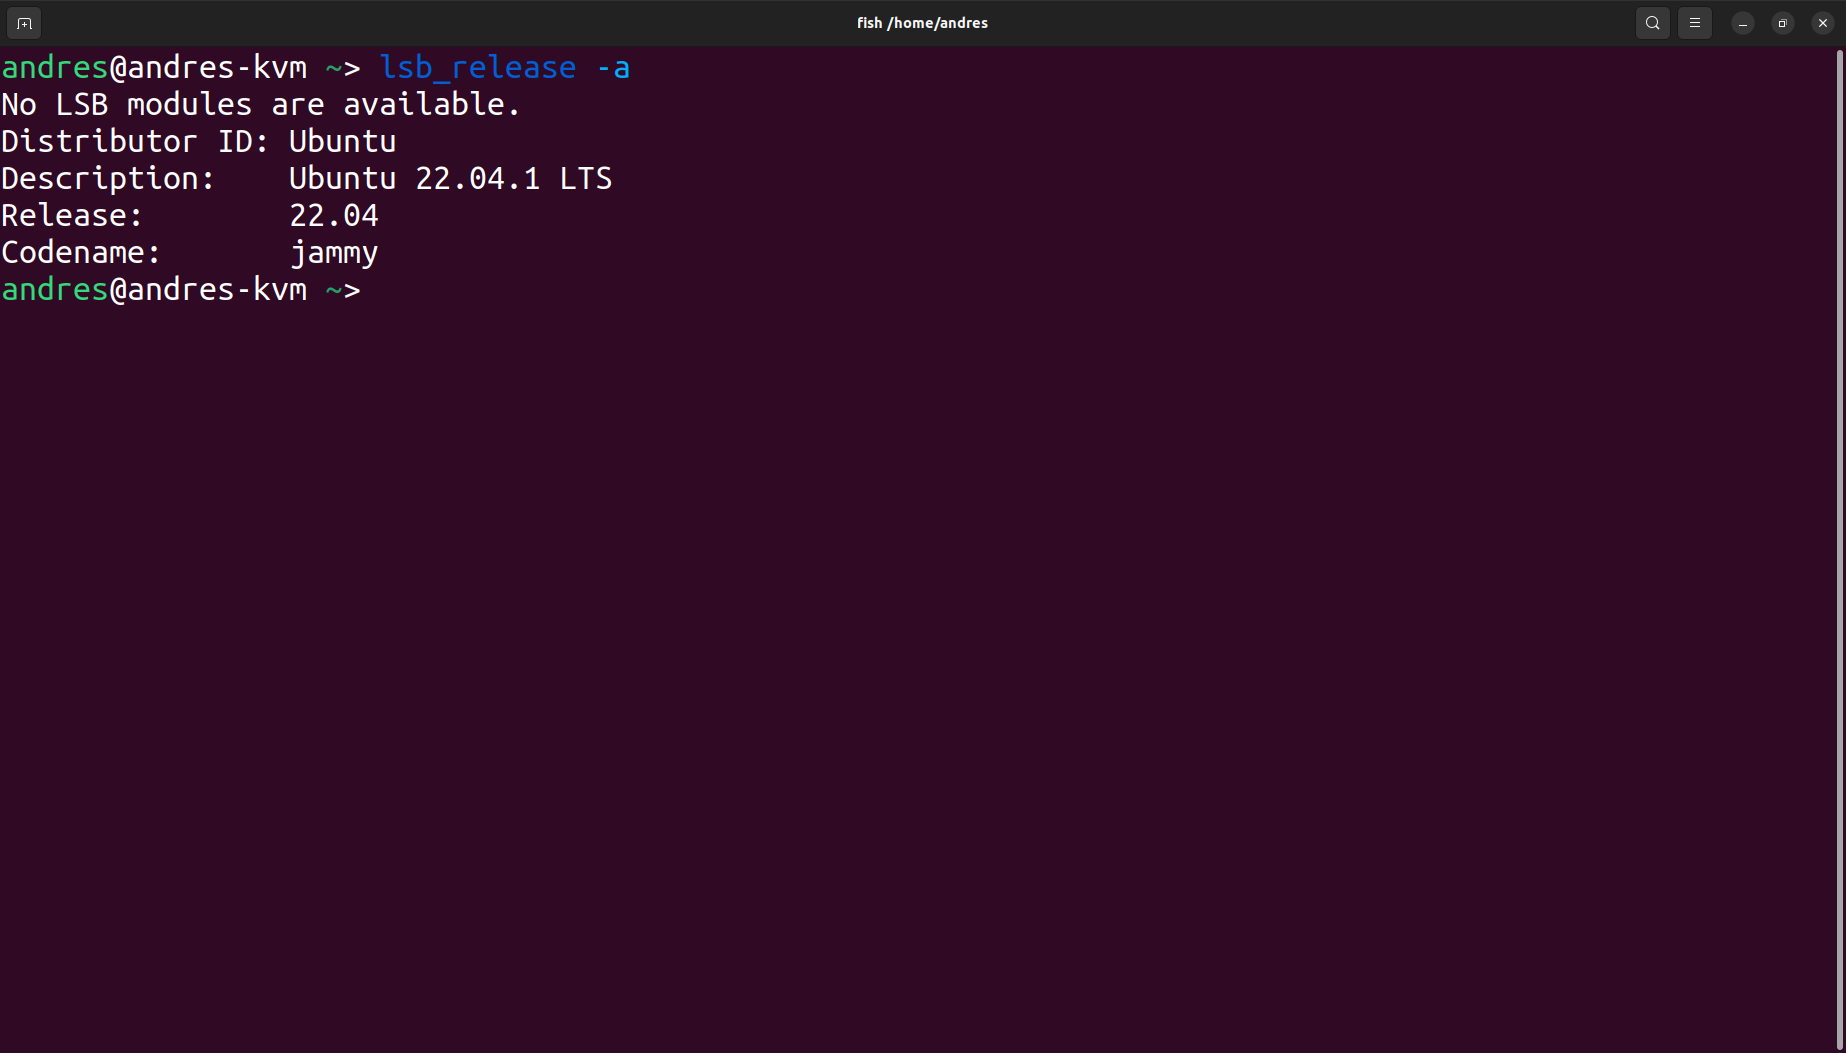 fish /home/andres
andres@andres-kvm ~> lsb_release -a
No LSB modules are available.
Distributor ID: Ubuntu
Description:    Ubuntu 22.04.1 LTS
Release:        22.04
Codename:       jammy
andres@andres-kvm ~>